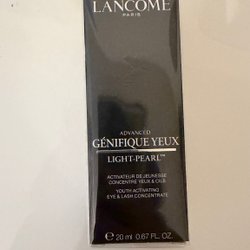 LANCÔME
PARIS
ADVANCED
GÉNIFIQUE YEUX
LIGHT-PEARL™
ACTIVATEUR DE JEUNESSE
CONCENTRÉ YEUX & CILS
YOUTH ACTIVATING
EYE & LASH CONCENTRATE
℮ 20 ml 0.67 FL. OZ.